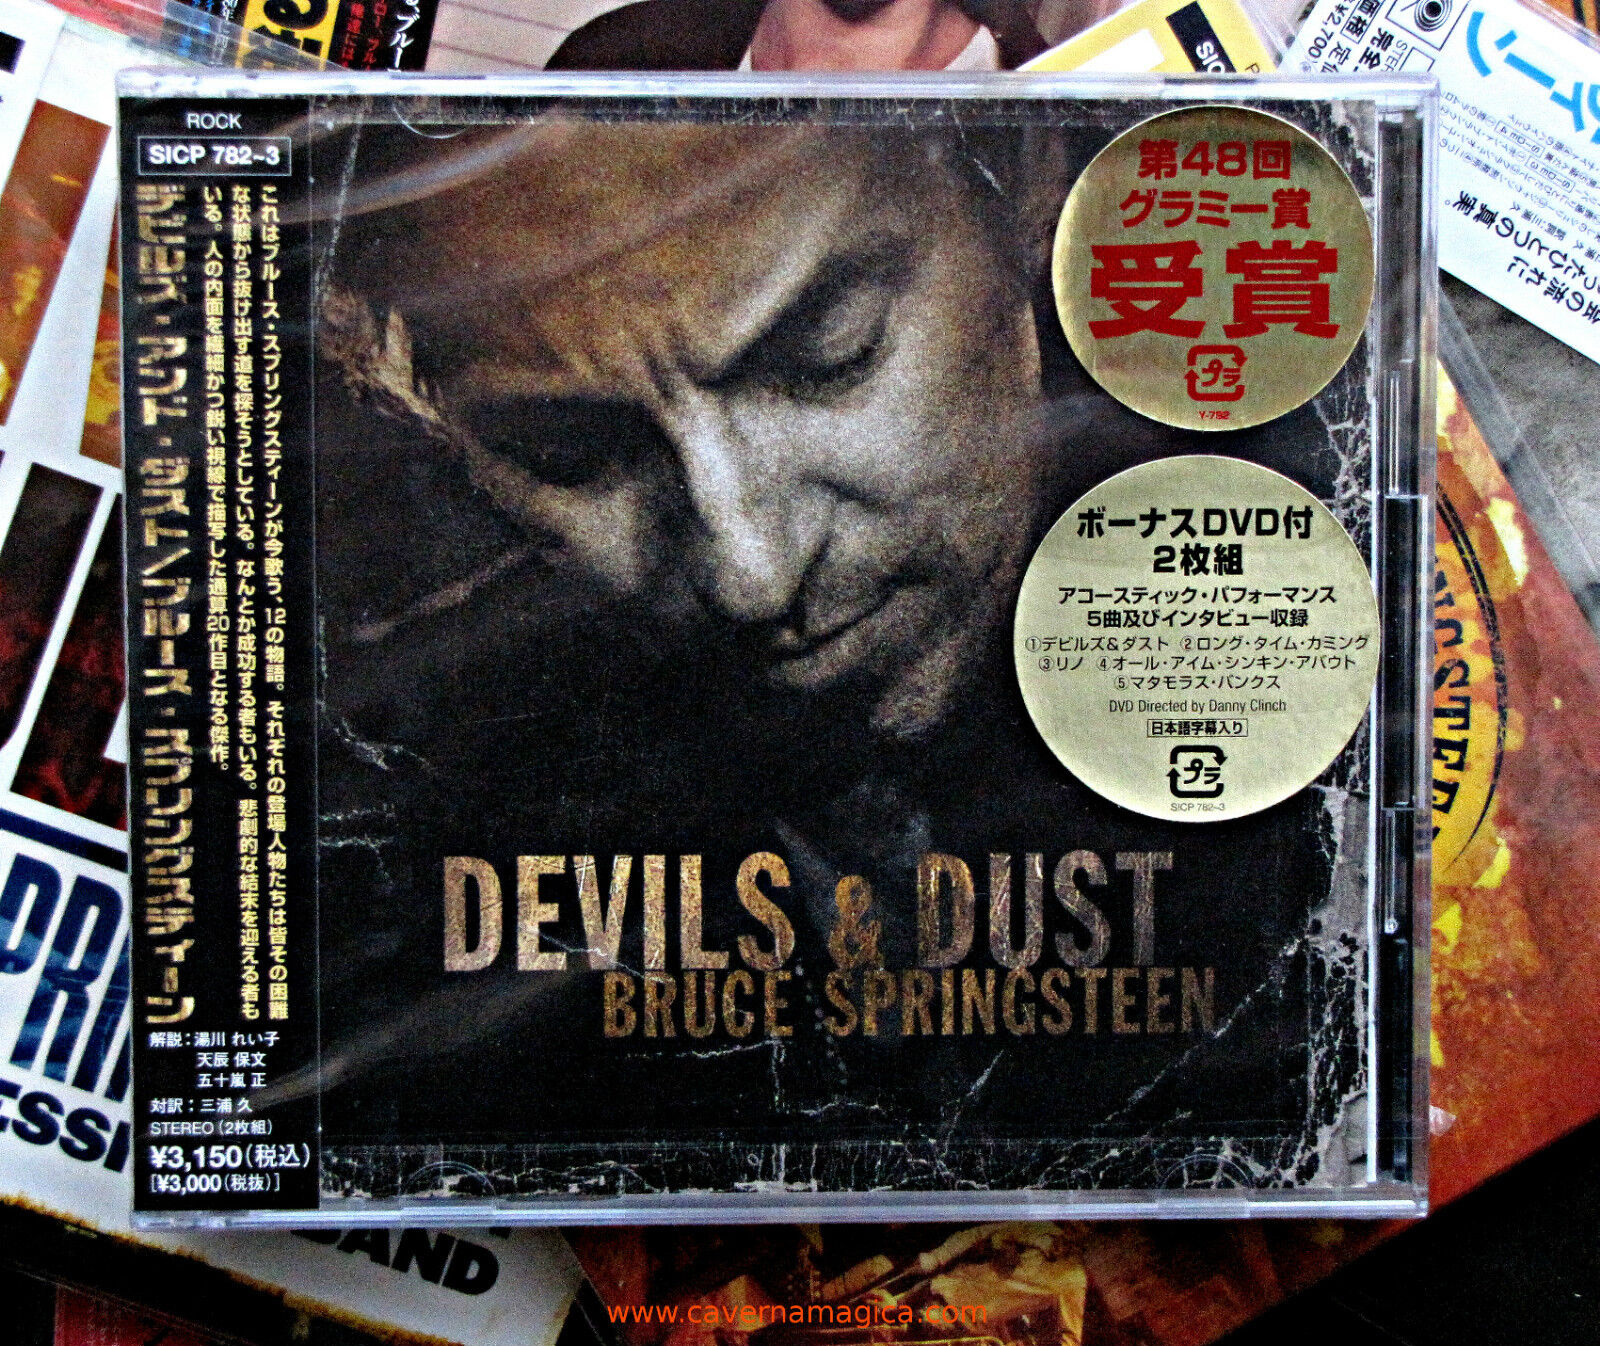 ROCK
SICP 782~3
デビルズ・アンド・ダスト／ブルース・スプリングスティーン
これはブルース・スプリングスティーンが今歌う、12の物語。それぞれの登場人物たちは皆その困難
な状態から抜け出す道を探そうとしている。なんとか成功する者もいる。悲劇的な結末を迎える者も
いる。人の内面を繊細かつ鋭い視線で描写した通算20作目となる傑作。
解説：湯川 れい子
天辰 保文
五十嵐 正
対訳：三浦 久
STEREO (2枚組)
¥3,150(税込)
[¥3,000(税抜)]
第48回
グラミー賞
受賞
プラ
Y-792
ボーナスDVD付
2枚組
アコースティック・パフォーマンス
5曲及びインタビュー収録
①デビルズ&ダスト ②ロング・タイム・カミング
③リノ ④オール・アイム・シンキン・アバウト
⑤マタモラス・バンクス
DVD Directed by Danny Clinch
日本語字幕入り
プラ
SICP 782~3
DEVILS & DUST
BRUCE SPRINGSTEEN
ESSI
BAND
www.cavernamagica.com